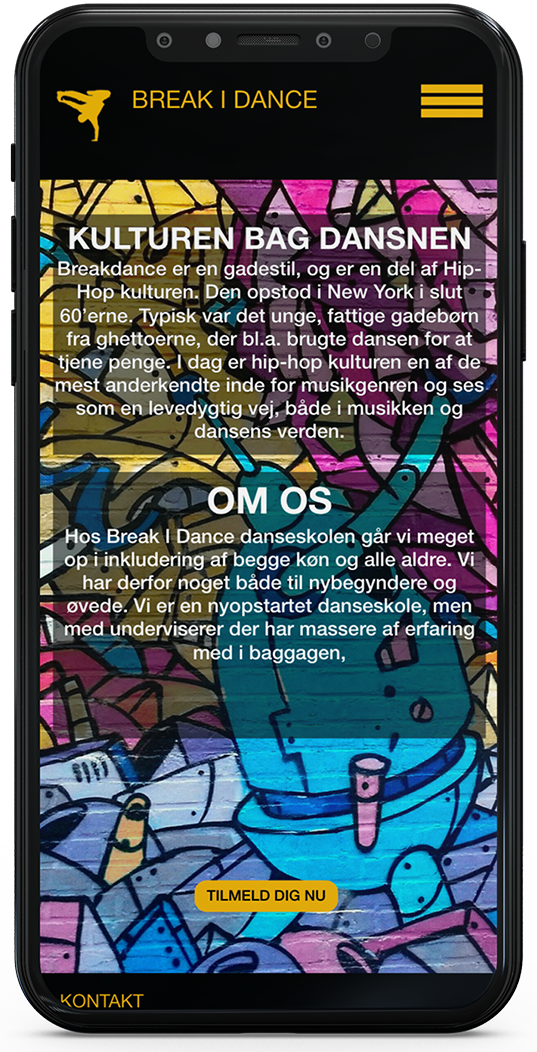 BREAK I DANCE
KULTUREN BAG DANSNEN
Breakdance er en gadestil, og er en del af Hip-
Hop kulturen. Den opstod i New York i slut
60'erne. Typisk var det unge, fattige gadebørn
fra ghettoerne, der bl.a. brugte dansen for at
tjene penge. I dag er hip-hop kulturen en af de
mest anderkendte inde for musikgenren og ses
som en levedygtig vej, både i musikken og
dansens verden.
OM OS
Hos Break I Dance danseskolen går vi meget
op i inkludering af begge køn og alle aldre. Vi
har derfor noget både til nybegyndere og
øvede. Vi er en nyopstartet danseskole, men
med underviserer der har massere af erfaring
med i baggagen,
TILMELD DIG NU
KONTAKT